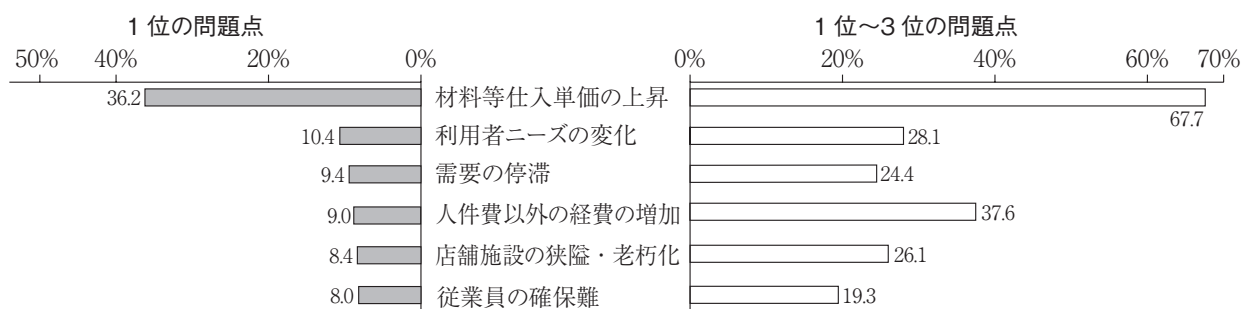 1位の問題点 1位～3位の問題点
50% 40% 20% 0% 0% 20% 40% 60% 70%
36.2 材料等仕入単価の上昇 67.7
10.4 利用者ニーズの変化 28.1
9.4 需要の停滞 24.4
9.0 人件費以外の経費の増加 37.6
8.4 店舗施設の狭隘・老朽化 26.1
8.0 従業員の確保難 19.3